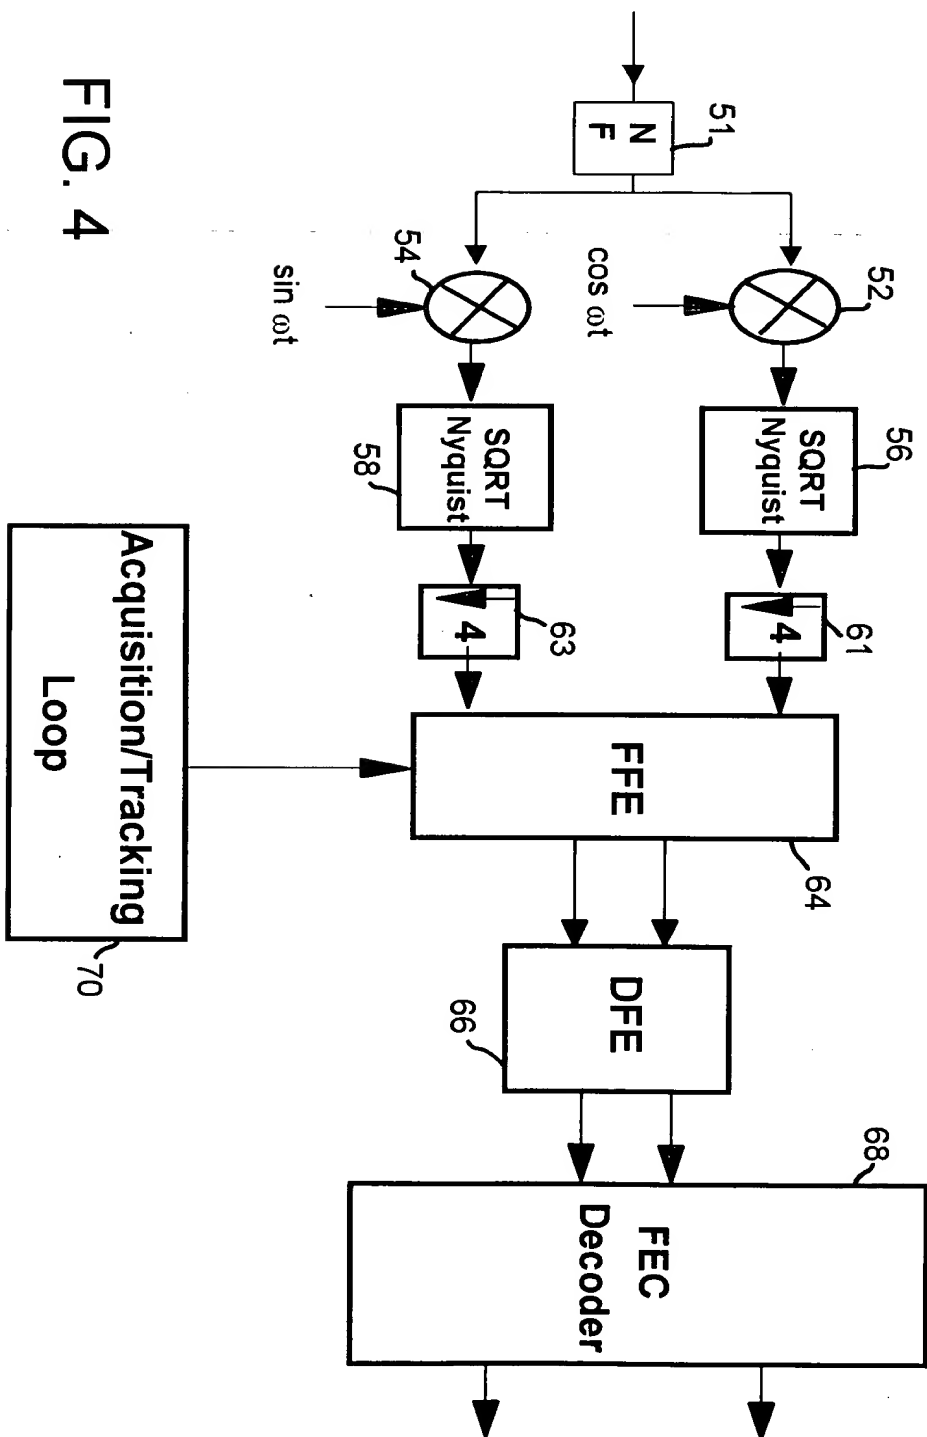 51
N
F
52
cos ωt
54
sin ωt
56
SQRT
Nyquist
58
SQRT
Nyquist
61
4
63
4
FFE
64
DFE
66
68
FEC
Decoder
Acquisition/Tracking
Loop
70
FIG. 4